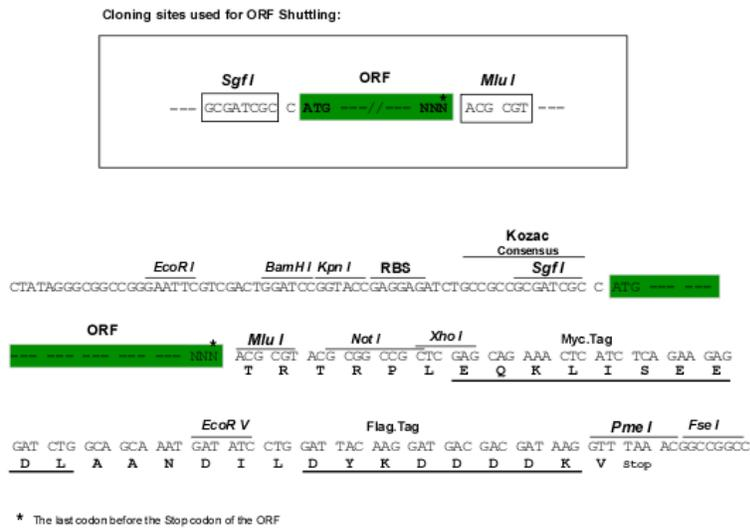 Cloning sites used for ORF Shuttling:
Sgf I ORF Mlu I
--- GCGATCGC C ATG ---//--- NNN* ACG CGT ---
Kozac
Consensus
EcoR I BamH I Kpn I RBS Sgf I
CTATAGGGCGGCCGGGAATTCGTCGACTGGATCCGGTACCGAGGAGATCTGCCGCCGCGATCGC C ATG --- --- 
ORF Mlu I Not I Xho I Myc.Tag
--- --- --- --- --- --- NNN* ACG CGT ACG CGG CCG CTC GAG CAG AAA CTC ATC TCA GAA GAG
T R T R P L E Q K L I S E E
EcoR V Flag.Tag Pme I Fse I
GAT CTG GCA GCA AAT GAT ATC CTG GAT TAC AAG GAT GAC GAC GAT AAG GTT TAA ACGGCCGGCC
D L A A N D I L D Y K D D D D K V Stop
* The last codon before the Stop codon of the ORF